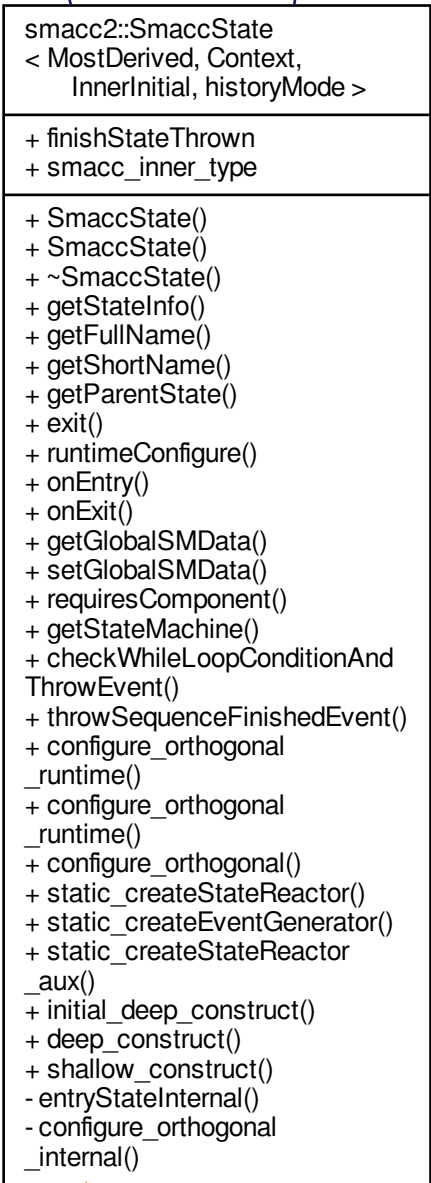 smacc2::SmaccState
< MostDerived, Context,
InnerInitial, historyMode >
+ finishStateThrown
+ smacc_inner_type
+ SmaccState()
+ SmaccState()
+ ~SmaccState()
+ getStateInfo()
+ getFullName()
+ getShortName()
+ getParentState()
+ exit()
+ runtimeConfigure()
+ onEntry()
+ onExit()
+ getGlobalSMData()
+ setGlobalSMData()
+ requiresComponent()
+ getStateMachine()
+ checkWhileLoopConditionAnd
ThrowEvent()
+ throwSequenceFinishedEvent()
+ configure_orthogonal
_runtime()
+ configure_orthogonal
_runtime()
+ configure_orthogonal()
+ static_createStateReactor()
+ static_createEventGenerator()
+ static_createStateReactor
_aux()
+ initial_deep_construct()
+ deep_construct()
+ shallow_construct()
- entryStateInternal()
- configure_orthogonal
_internal()